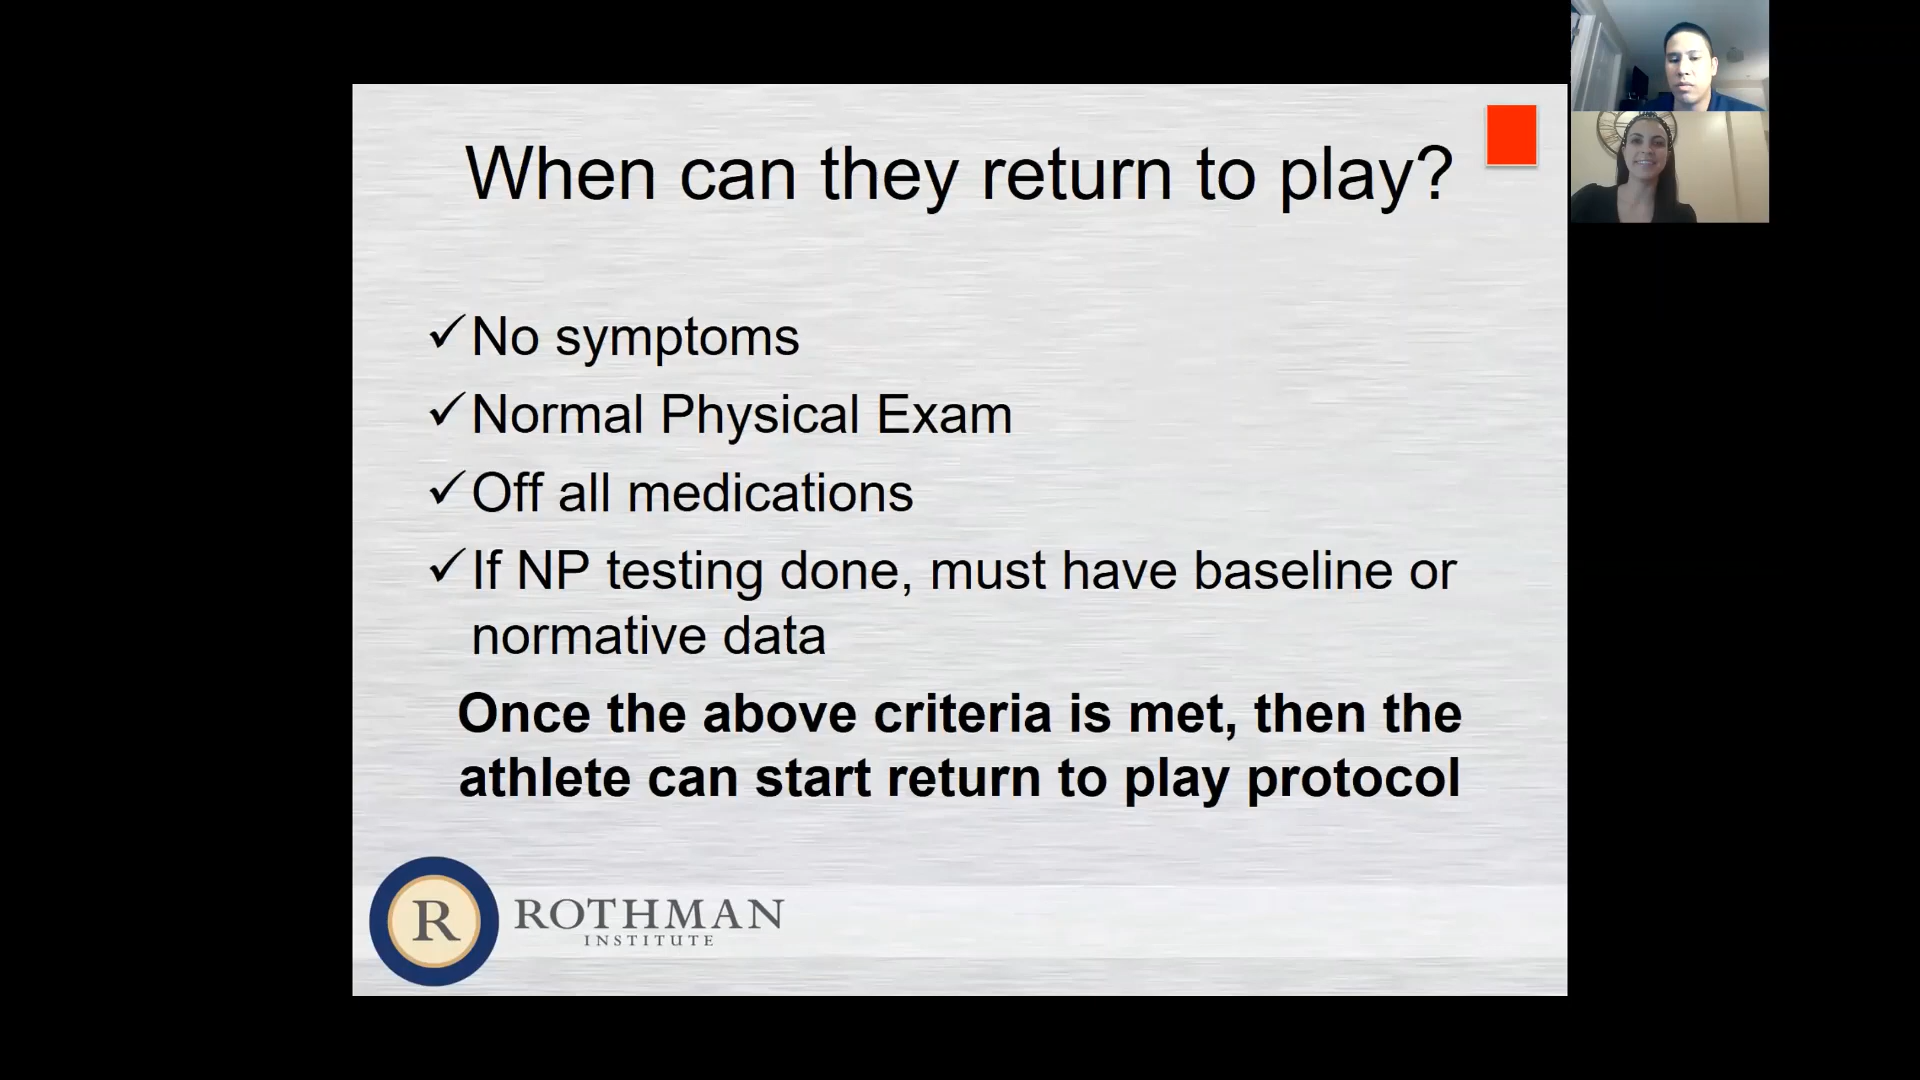 When can they return to play?
✓No symptoms
✓Normal Physical Exam
✓Off all medications
✓If NP testing done, must have baseline or
normative data
Once the above criteria is met, then the
athlete can start return to play protocol
R
ROTHMAN
INSTITUTE